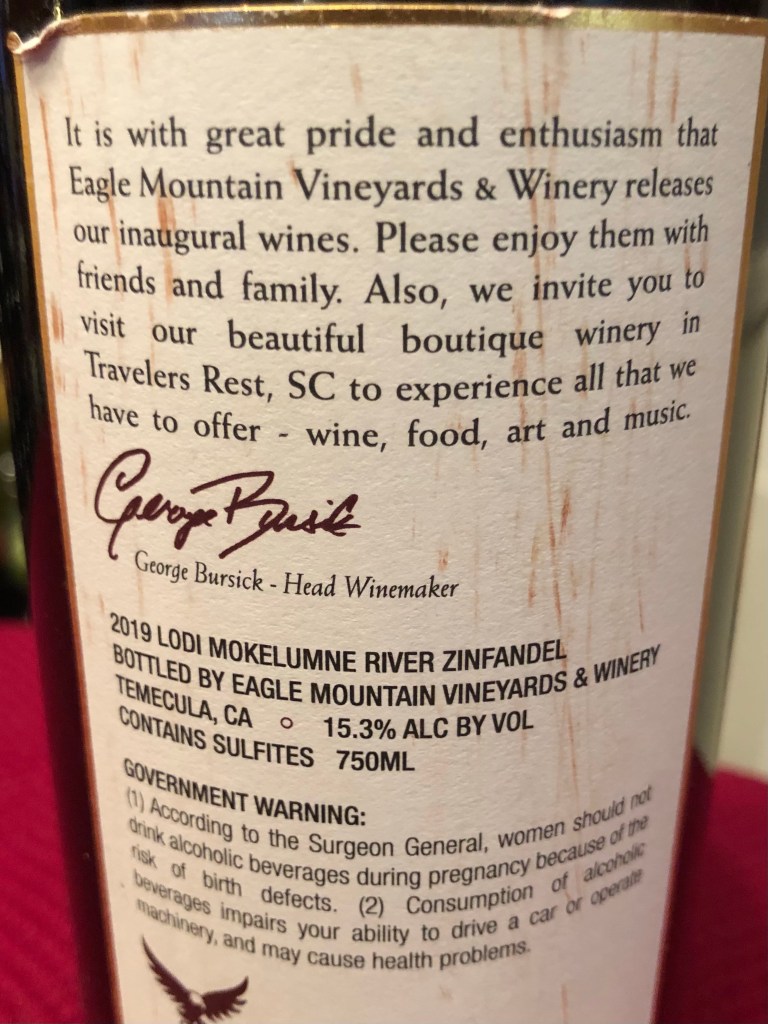 It is with great pride and enthusiasm that
Eagle Mountain Vineyards & Winery releases
our inaugural wines. Please enjoy them with
friends and family. Also, we invite you to
visit our beautiful boutique winery in
Travelers Rest, SC to experience all that we
have to offer - wine, food, art and music.
George Bursick
George Bursick - Head Winemaker
2019 LODI MOKELUMNE RIVER ZINFANDEL
BOTTLED BY EAGLE MOUNTAIN VINEYARDS & WINERY
TEMECULA, CA ○ 15.3% ALC BY VOL
CONTAINS SULFITES 750ML
GOVERNMENT WARNING:
(1) According to the Surgeon General, women should not
drink alcoholic beverages during pregnancy because of the
risk of birth defects. (2) Consumption of alcoholic
beverages impairs your ability to drive a car or operate
machinery, and may cause health problems.